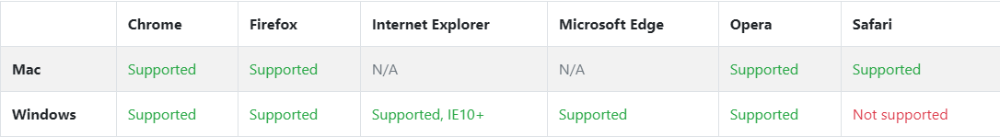 Chrome Firefox Internet Explorer Microsoft Edge Opera Safari
Mac Supported Supported N/A N/A Supported Supported
Windows Supported Supported Supported, IE10+ Supported Supported Not supported